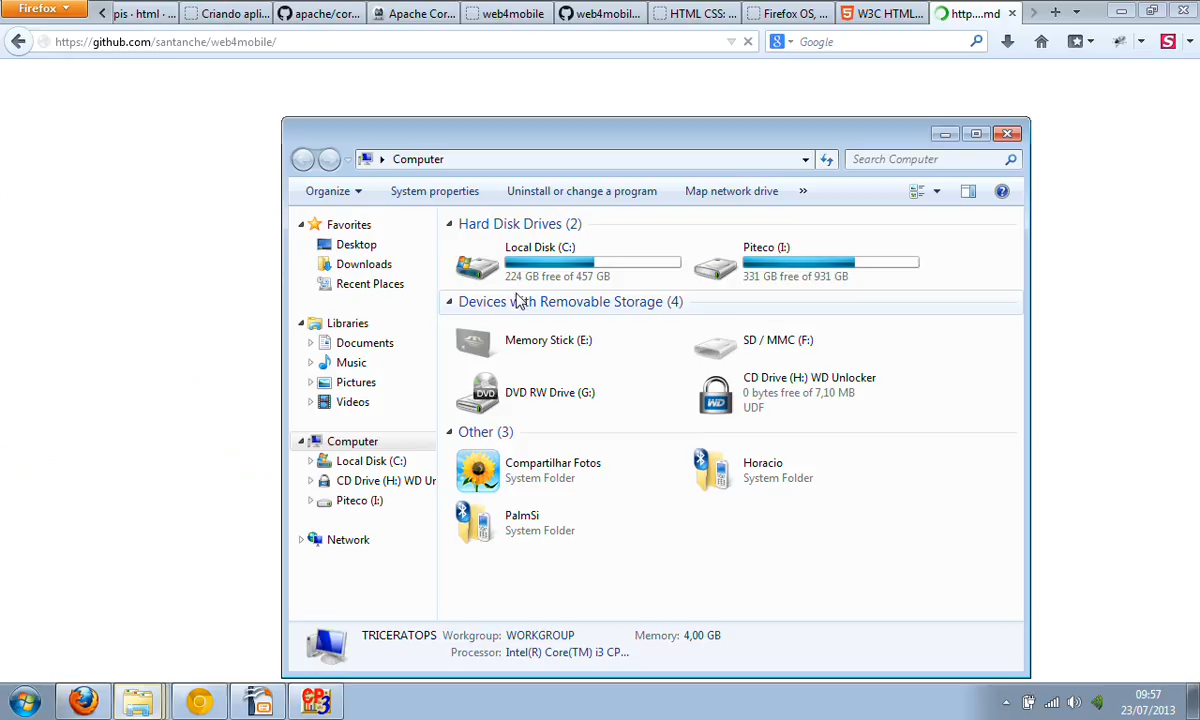 Firefox
pis - html - ...
Criando apli...
apache/cor...
Apache Cor...
web4mobile
web4mobil...
HTML CSS: ...
Firefox OS, ...
W3C HTML...
http....md
https://github.com/santanche/web4mobile/
Google
Computer
Search Computer
Organize
System properties
Uninstall or change a program
Map network drive
»
Favorites
Desktop
Downloads
Recent Places
Libraries
Documents
Music
Pictures
Videos
Computer
Local Disk (C:)
CD Drive (H:) WD Ur
Piteco (I:)
Network
Hard Disk Drives (2)
Local Disk (C:)
224 GB free of 457 GB
Piteco (I:)
331 GB free of 931 GB
Devices with Removable Storage (4)
Memory Stick (E:)
SD / MMC (F:)
DVD
DVD RW Drive (G:)
WD
CD Drive (H:) WD Unlocker
0 bytes free of 7,10 MB
UDF
Other (3)
Compartilhar Fotos
System Folder
Horacio
System Folder
PalmSi
System Folder
TRICERATOPS
Workgroup: WORKGROUP
Memory: 4,00 GB
Processor: Intel(R) Core(TM) i3 CP...
09:57
23/07/2013